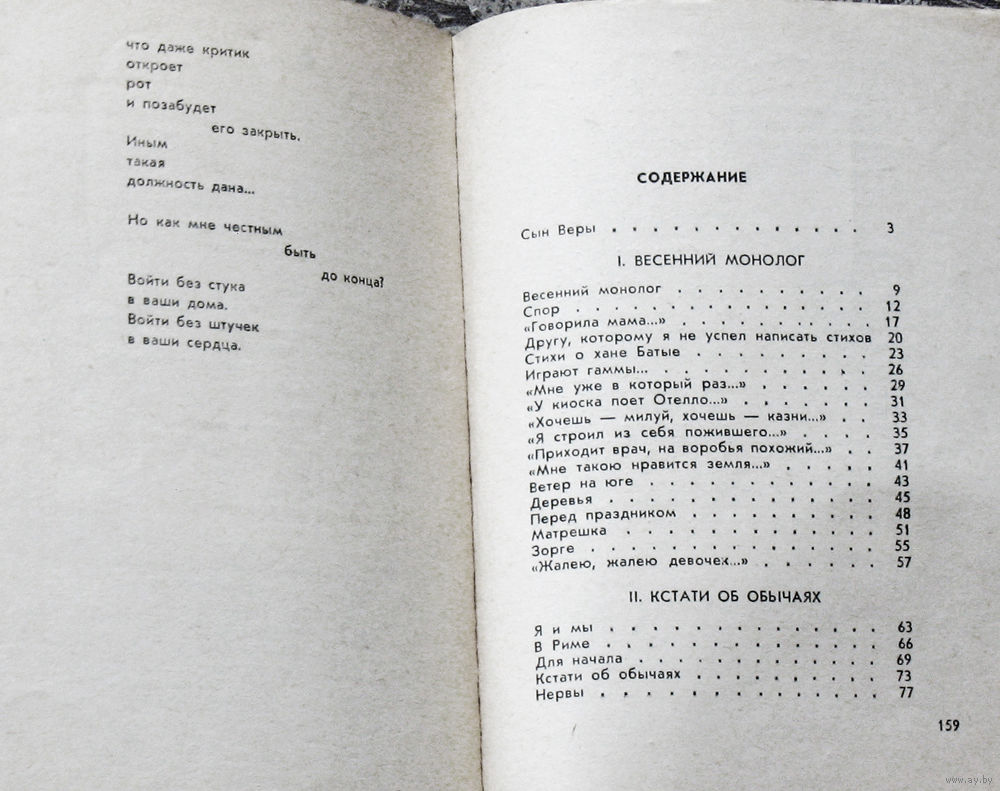 что даже критик
откроет
рот
и позабудет
его закрыть.
Иным
такая
должность дана...
Но как мне честным
быть
до конца?
Войти без стука
в ваши дома.
Войти без штучек
в ваши сердца.
СОДЕРЖАНИЕ
Сын Веры . . . . . . . . . . . . . 3
I. ВЕСЕННИЙ МОНОЛОГ
Весенний монолог . . . . . . . . . . 9
Спор . . . . . . . . . . . . . . . 12
«Говорила мама...» . . . . . . . . . . 17
Другу, которому я не успел написать стихов 20
Стихи о хане Батые . . . . . . . . . 23
Играют гаммы... . . . . . . . . . . . 26
«Мне уже в который раз...» . . . . . . 29
«У киоска поет Отелло...» . . . . . . 31
«Хочешь — милуй, хочешь — казни...» . . 33
«Я строил из себя пожившего...» . . . . 35
«Приходит врач, на воробья похожий...» . . 37
«Мне такою нравится земля...» . . . . . 41
Ветер на юге . . . . . . . . . . . 43
Деревья . . . . . . . . . . . . . 45
Перед праздником . . . . . . . . . . 48
Матрешка . . . . . . . . . . . . 51
Зорге . . . . . . . . . . . . . . 55
«Жалею, жалею девочек...» . . . . . . 57
II. КСТАТИ ОБ ОБЫЧАЯХ
Я и мы . . . . . . . . . . . . . . 63
В Риме . . . . . . . . . . . . . . 66
Для начала . . . . . . . . . . . . 69
Кстати об обычаях . . . . . . . . . . 73
Нервы . . . . . . . . . . . . . . 77
159
www.ay.by